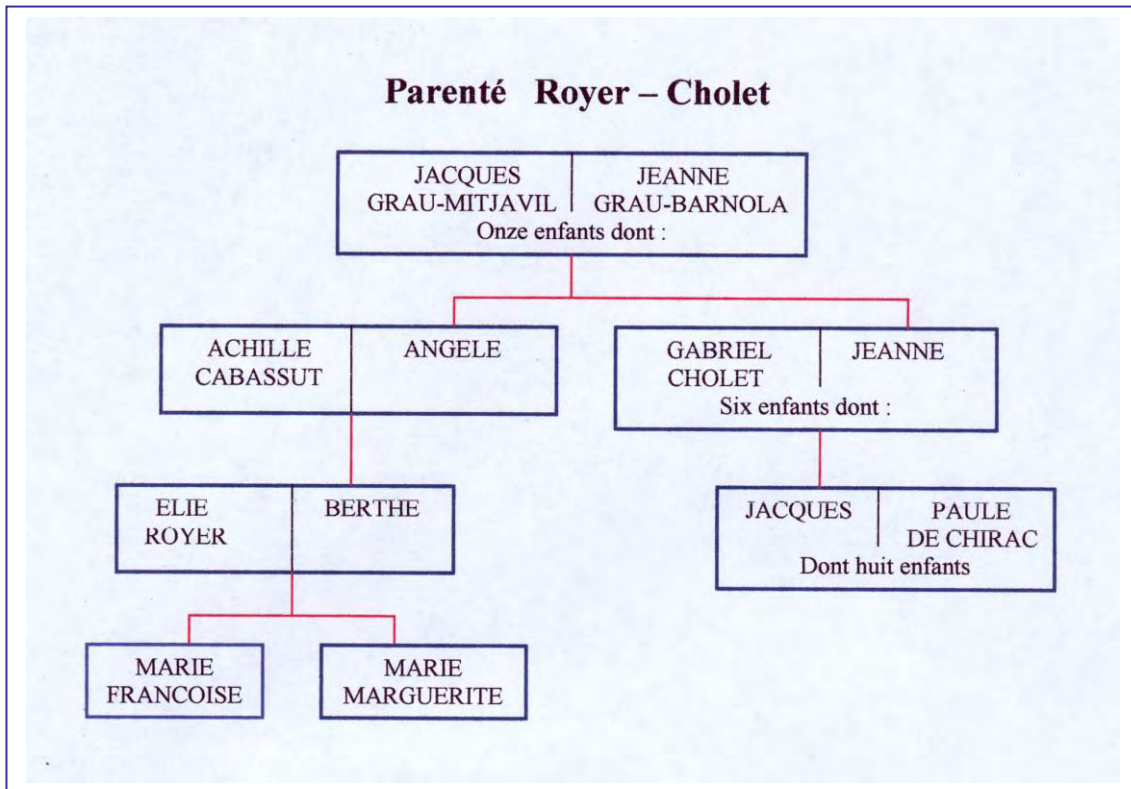 Parenté Royer – Cholet
JACQUES
GRAU-MITJAVIL
JEANNE
GRAU-BARNOLA
Onze enfants dont :
ACHILLE
CABASSUT
ANGELE
GABRIEL
CHOLET
JEANNE
Six enfants dont :
ELIE
ROYER
BERTHE
JACQUES
PAULE
DE CHIRAC
Dont huit enfants
MARIE
FRANCOISE
MARIE
MARGUERITE